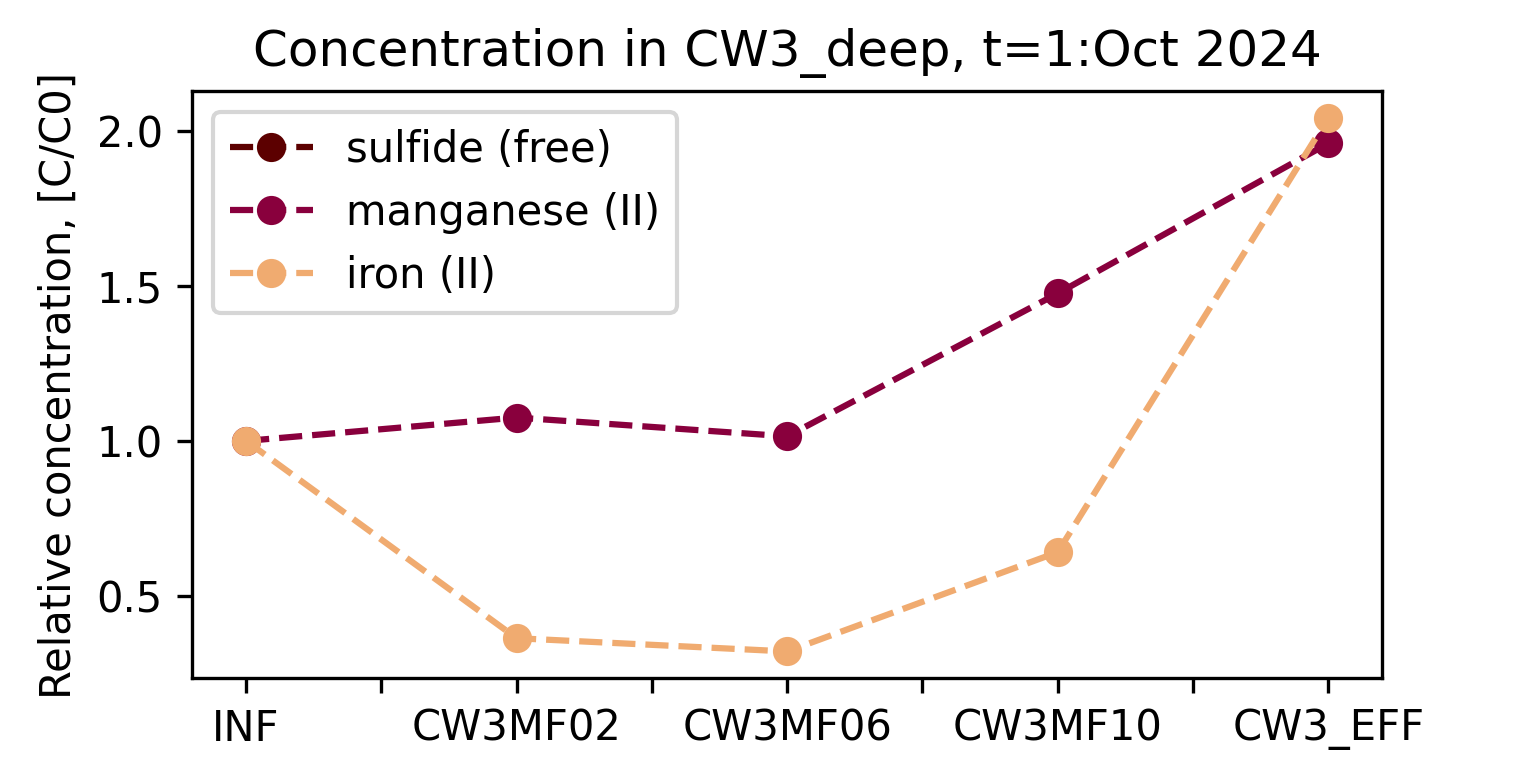 Concentration in CW3_deep, t=1:Oct 2024
Relative concentration, [C/C0]
2.0
1.5
1.0
0.5
sulfide (free)
manganese (II)
iron (II)
INF
CW3MF02
CW3MF06
CW3MF10
CW3_EFF